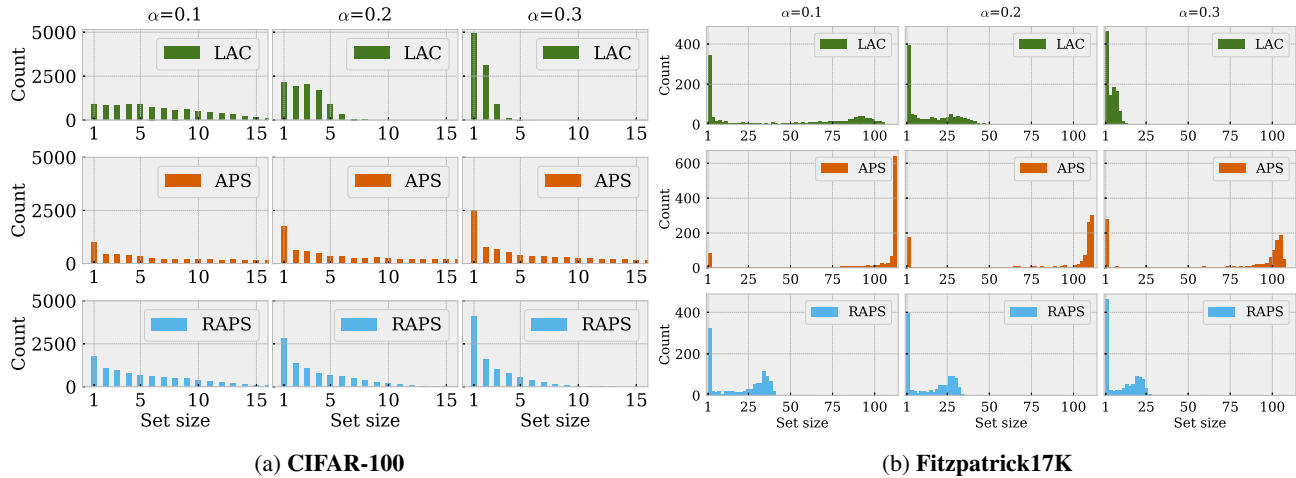 α=0.1 α=0.2 α=0.3
5000 LAC LAC LAC
2500
0
Count
1 5 10 15 1 5 10 15 1 5 10 15
5000 APS APS APS
2500
0
Count
1 5 10 15 1 5 10 15 1 5 10 15
5000 RAPS RAPS RAPS
2500
0
Count
1 5 10 15 1 5 10 15 1 5 10 15
Set size Set size Set size
(a) CIFAR-100
α=0.1 α=0.2 α=0.3
400 LAC LAC LAC
200
0
Count
1 25 50 75 100 1 25 50 75 100 1 25 50 75 100
600 APS APS APS
400
200
0
Count
1 25 50 75 100 1 25 50 75 100 1 25 50 75 100
400 RAPS RAPS RAPS
200
0
Count
1 25 50 75 100 1 25 50 75 100 1 25 50 75 100
Set size Set size Set size
(b) Fitzpatrick17K